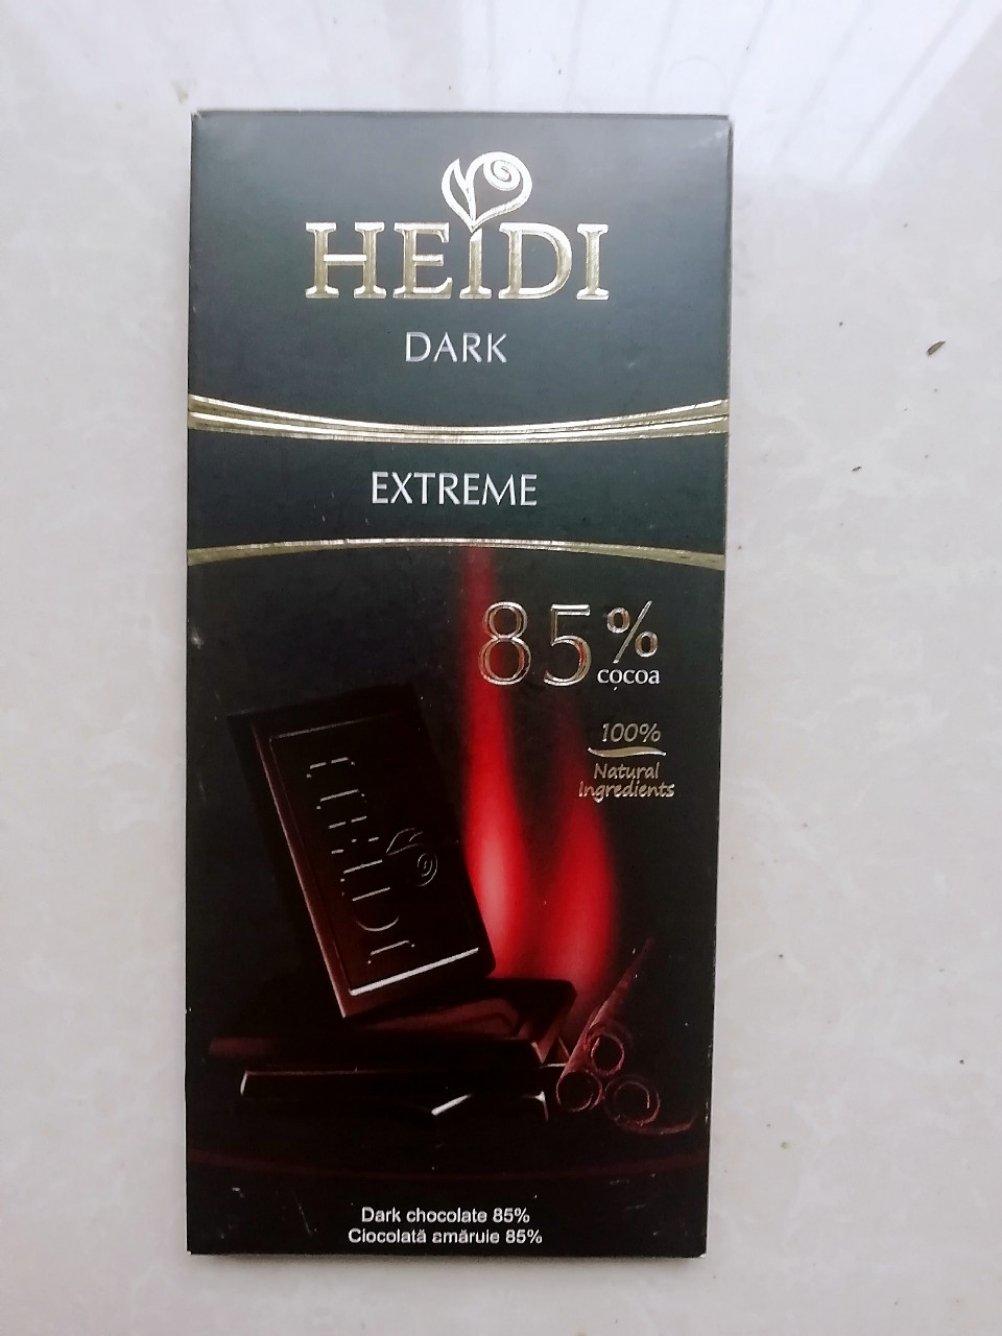 HEIDI
DARK
EXTREME
85%
cocoa
100%
Natural
ingredients
HEIDI
Dark chocolate 85%
Ciocolată amăruie 85%